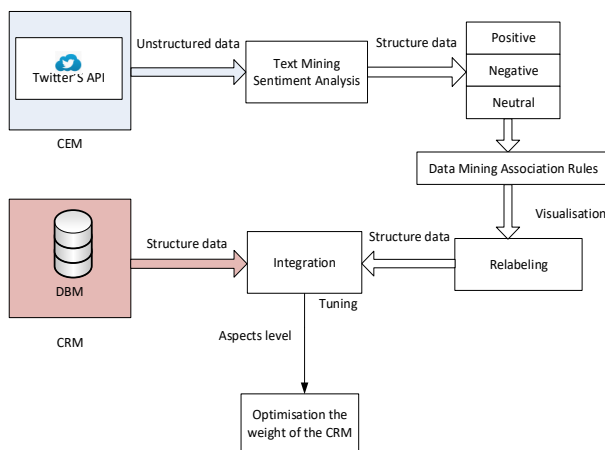 Unstructured data
Structure data
Twitter'S API
Text Mining
Sentiment Analysis
Positive
Negative
Neutral
CEM
Data Mining Association Rules
Visualisation
Structure data
Structure data
DBM
Integration
Relabeling
Tuning
CRM
Aspects level
Optimisation the
weight of the CRM